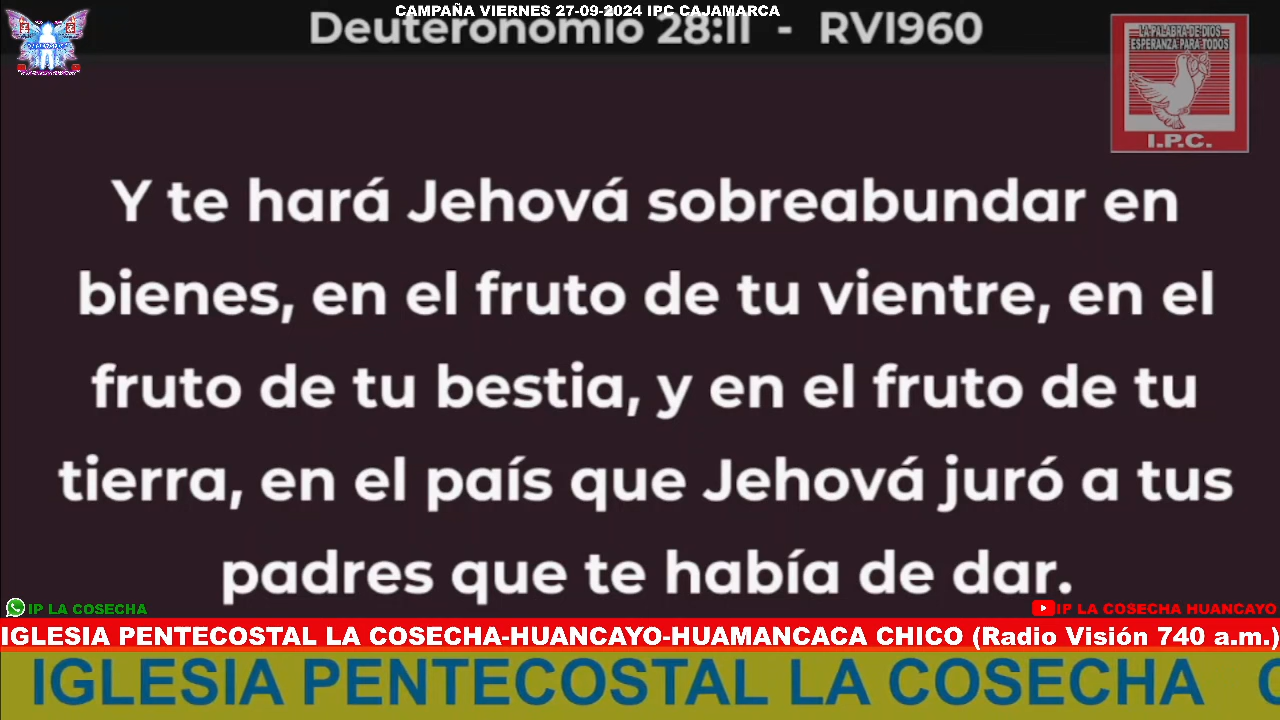 CAMPAÑA VIERNES 27-09-2024 IPC CAJAMARCA
Deuteronomio 28:11 - RV1960
LA PALABRA DE DIOS
ESPERANZA PARA TODOS
I.P.C.
Y te hará Jehová sobreabundar en
bienes, en el fruto de tu vientre, en el
fruto de tu bestia, y en el fruto de tu
tierra, en el país que Jehová juró a tus
padres que te había de dar.
IP LA COSECHA
IP LA COSECHA HUANCAYO
IGLESIA PENTECOSTAL LA COSECHA-HUANCAYO-HUAMANCACA CHICO (Radio Visión 740 a.m.)
IGLESIA PENTECOSTAL LA COSECHA